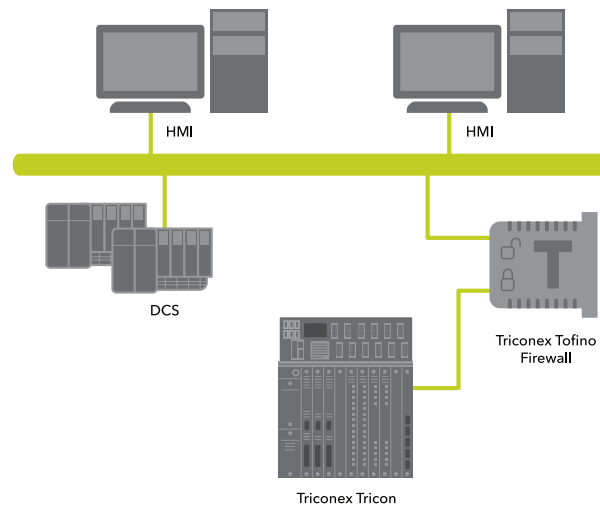 HMI
HMI
DCS
T
Triconex Tofino
Firewall
Triconex Tricon